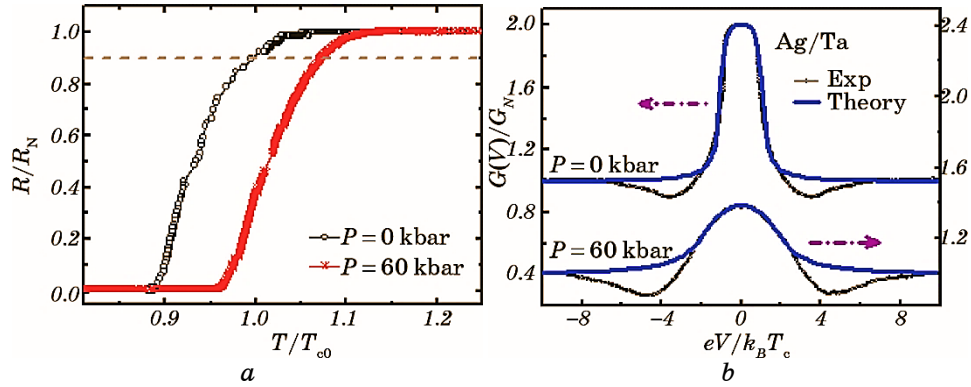 1.0
0.8
0.6
0.4
0.2
0.0
R/R_N
0.9 1.0 1.1 1.2
T/T_c0
P = 0 kbar
P = 60 kbar
a
2.0
1.6
1.2
0.8
0.4
G(V)/G_N
2.4
2.0
1.6
1.2
Ag/Ta
Exp
Theory
P = 0 kbar
P = 60 kbar
−8 −4 0 4 8
eV/k_BT_c
b